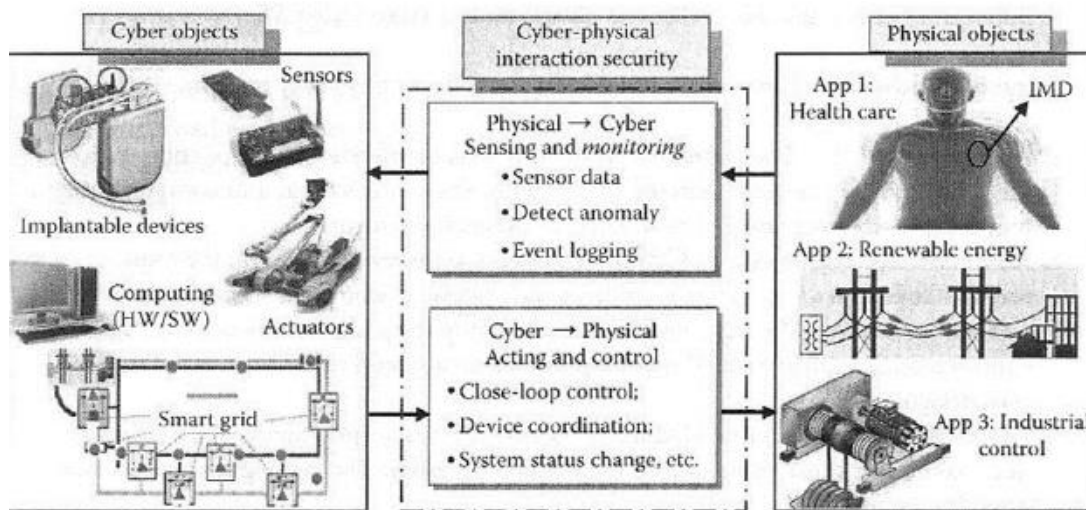 Cyber objects
Sensors
Implantable devices
Computing
(HW/SW)
Actuators
Smart grid
Cyber-physical
interaction security
Physical → Cyber
Sensing and monitoring
• Sensor data
• Detect anomaly
• Event logging
Cyber → Physical
Acting and control
• Close-loop control;
• Device coordination;
• System status change, etc.
Physical objects
App 1:
Health care
IMD
App 2: Renewable energy
App 3: Industrial
control